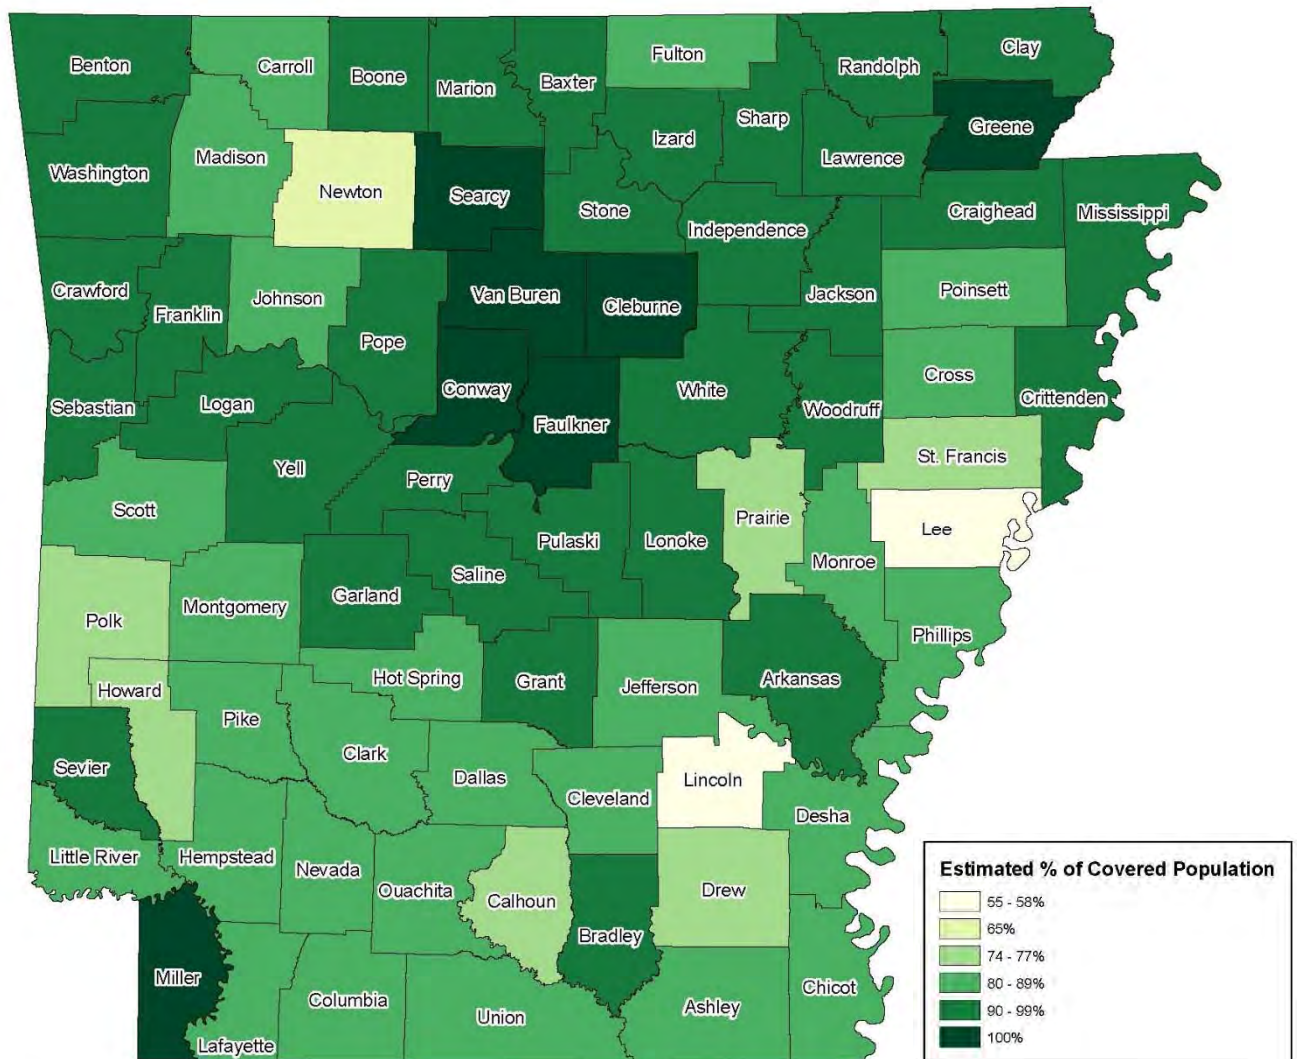 Benton
Carroll
Boone
Marion
Baxter
Fulton
Randolph
Clay
Sharp
Izard
Greene
Lawrence
Washington
Madison
Newton
Searcy
Stone
Independence
Craighead
Mississippi
Crawford
Franklin
Johnson
Pope
Van Buren
Cleburne
Jackson
Poinsett
Sebastian
Logan
Conway
Faulkner
White
Woodruff
Cross
Crittenden
Yell
Perry
St. Francis
Scott
Pulaski
Lonoke
Prairie
Lee
Monroe
Polk
Montgomery
Garland
Saline
Phillips
Howard
Hot Spring
Grant
Jefferson
Arkansas
Pike
Clark
Sevier
Dallas
Cleveland
Lincoln
Desha
Little River
Hempstead
Nevada
Ouachita
Calhoun
Drew
Bradley
Miller
Columbia
Union
Ashley
Chicot
Lafayette
Estimated % of Covered Population
55 - 58%
65%
74 - 77%
80 - 89%
90 - 99%
100%